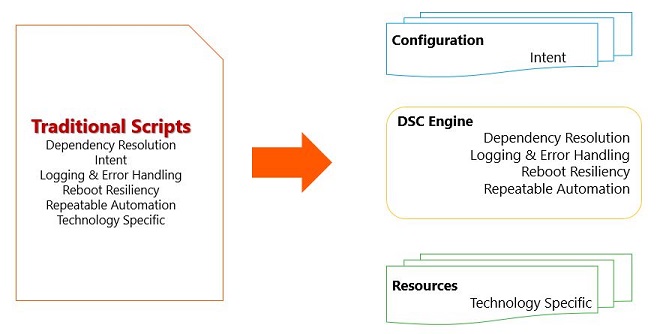 Traditional Scripts
Dependency Resolution
Intent
Logging & Error Handling
Reboot Resiliency
Repeatable Automation
Technology Specific
Configuration
Intent
DSC Engine
Dependency Resolution
Logging & Error Handling
Reboot Resiliency
Repeatable Automation
Resources
Technology Specific